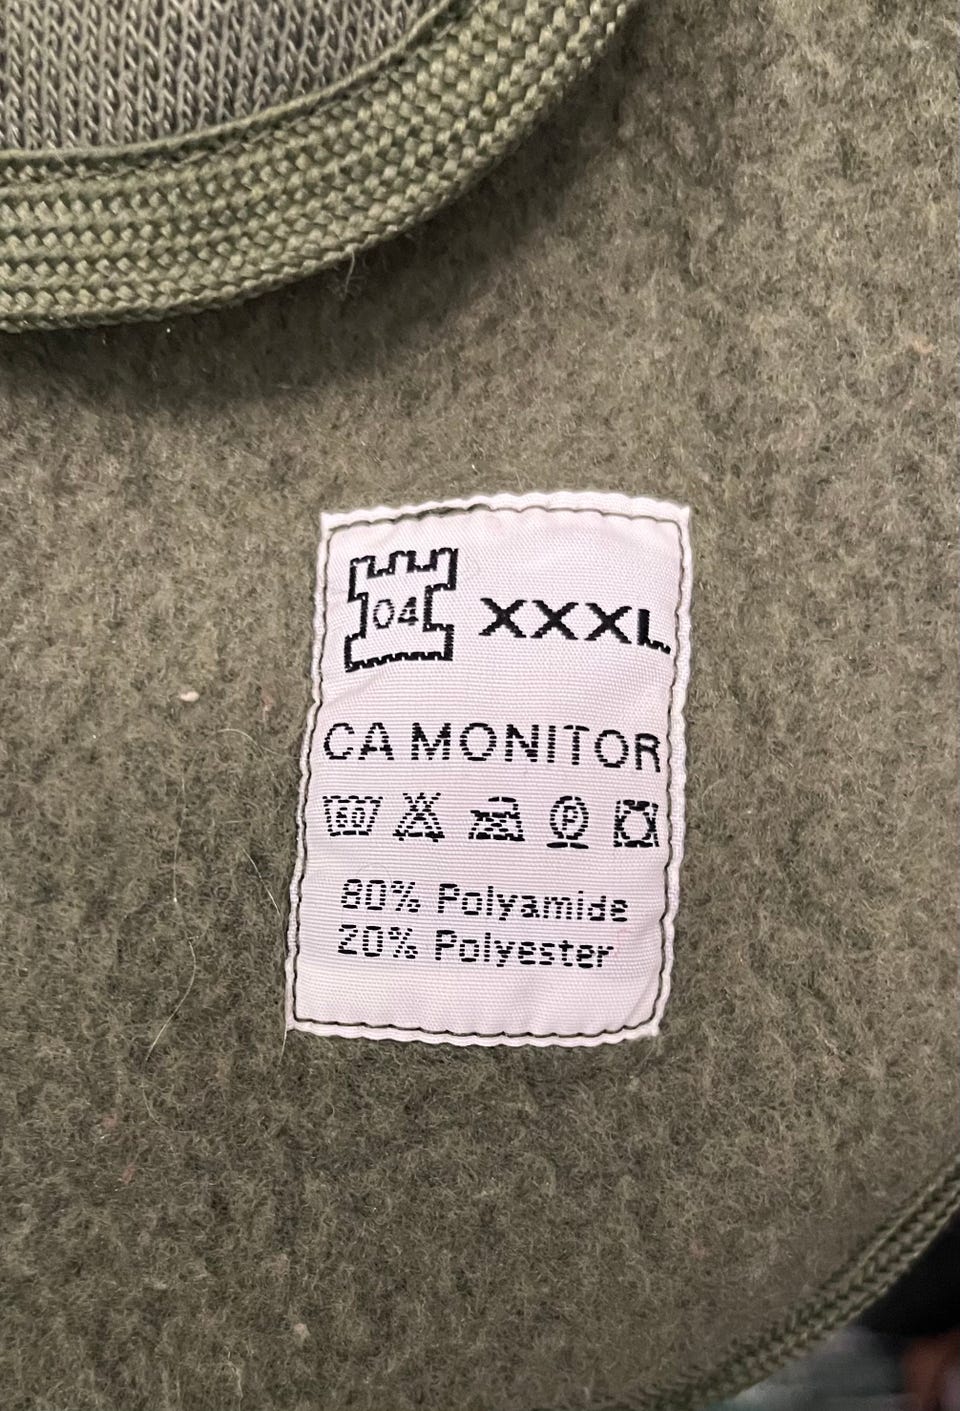 04 XXXL
CA MONITOR
60 P
80% Polyamide
20% Polyester